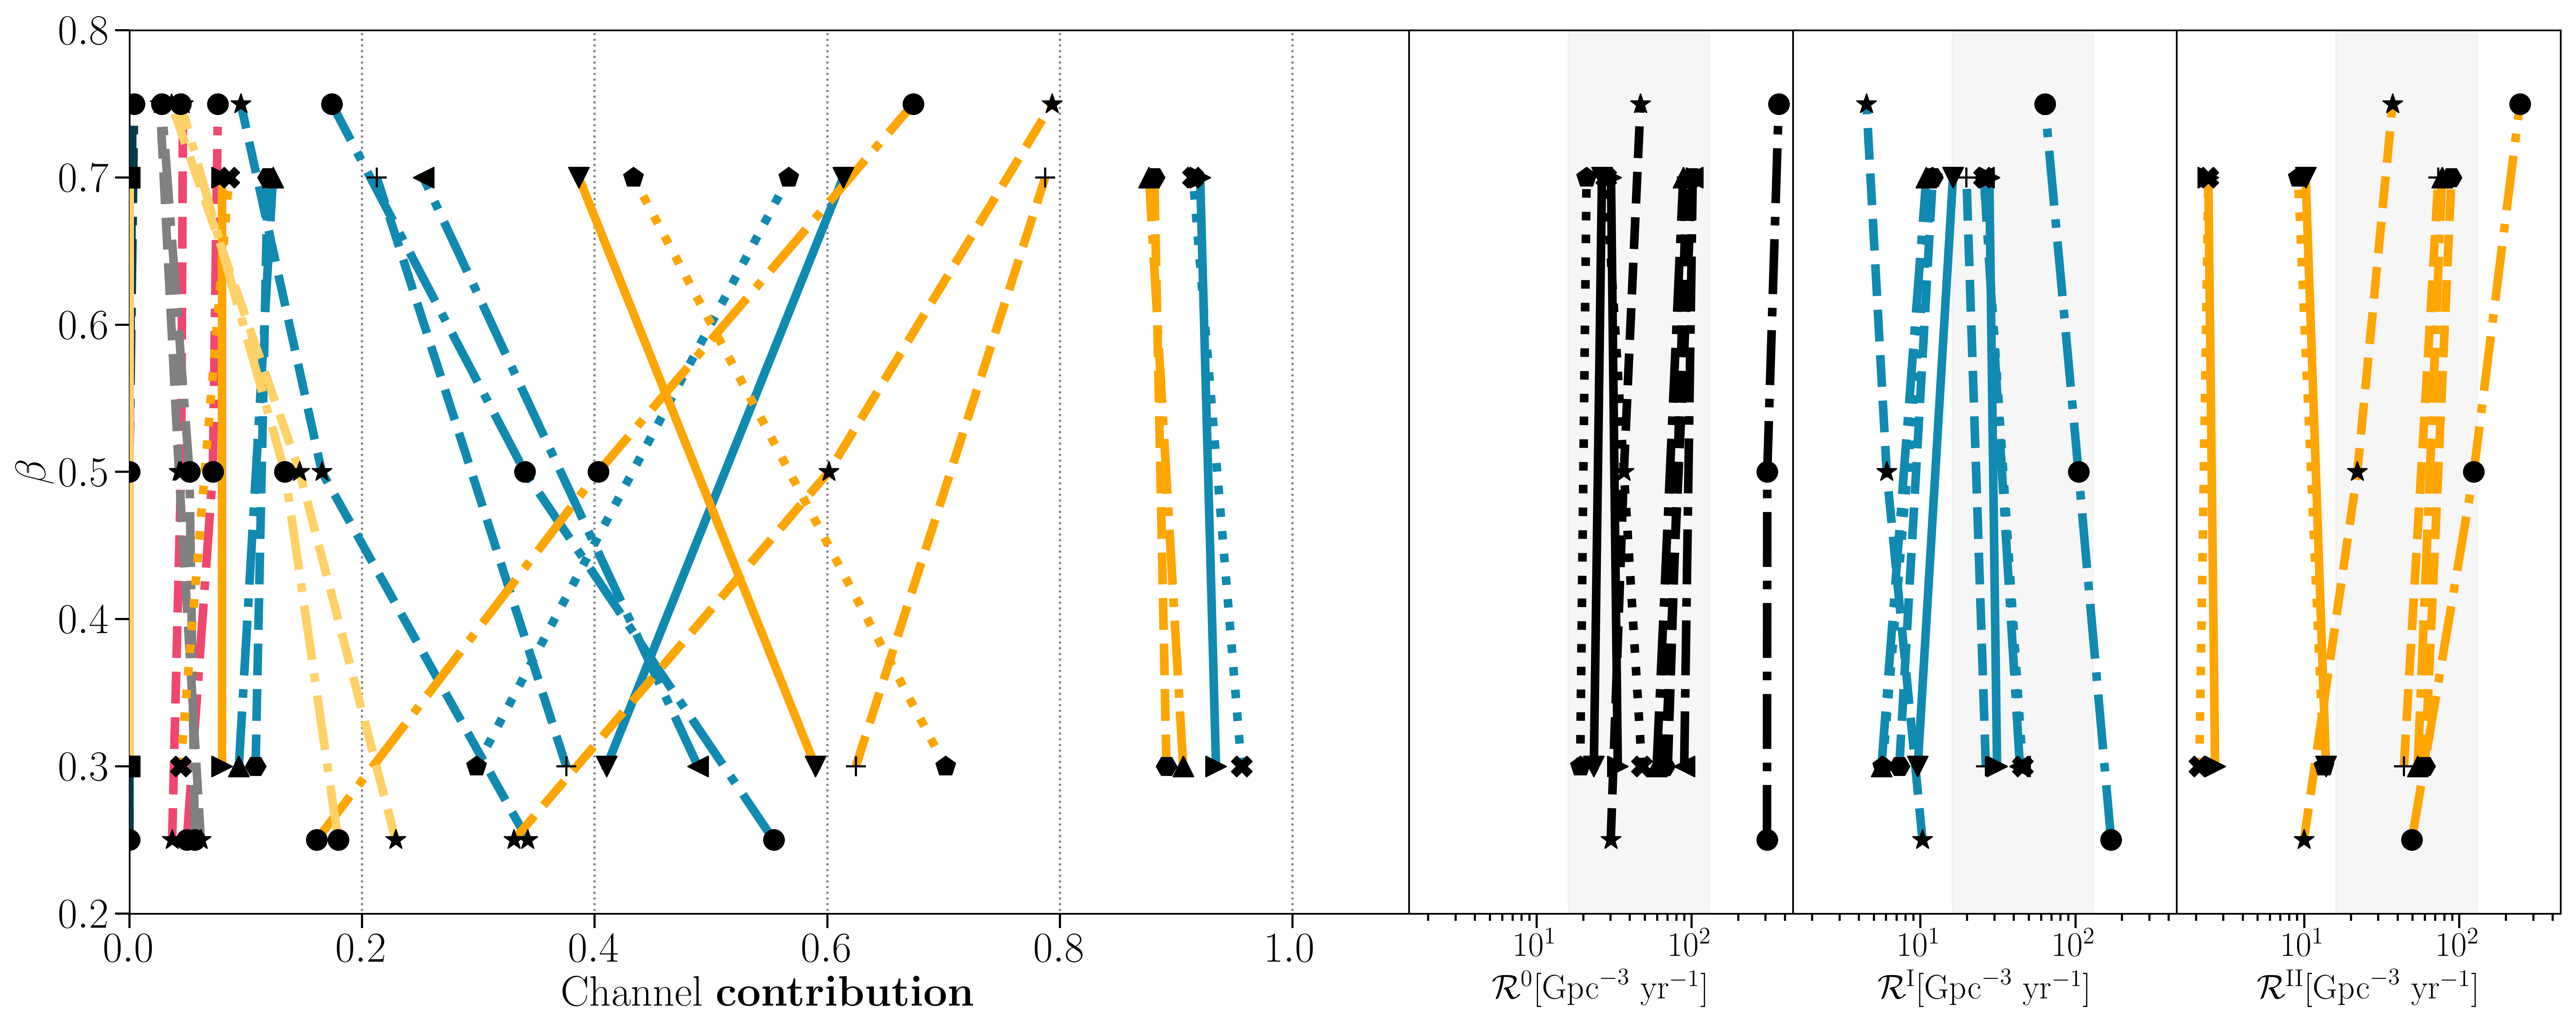 0.8
0.7
0.6
0.5
0.4
0.3
0.2
β
0.0 0.2 0.4 0.6 0.8 1.0
10¹ 10² 10¹ 10² 10¹ 10²
Channel contribution
ℛ⁰[Gpc⁻³ yr⁻¹] ℛᴵ[Gpc⁻³ yr⁻¹] ℛᴵᴵ[Gpc⁻³ yr⁻¹]